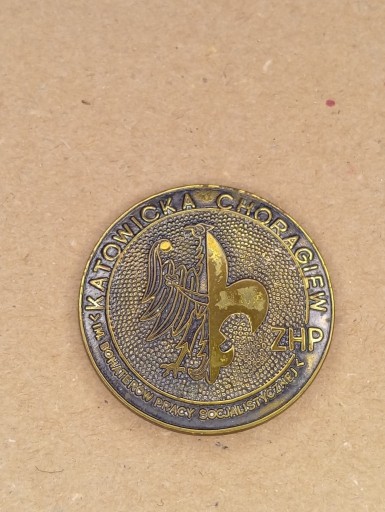 KATOWICKA CHORĄGIEW
ZHP
IM. BOHATERÓW PRACY SOCJALISTYCZNEJ